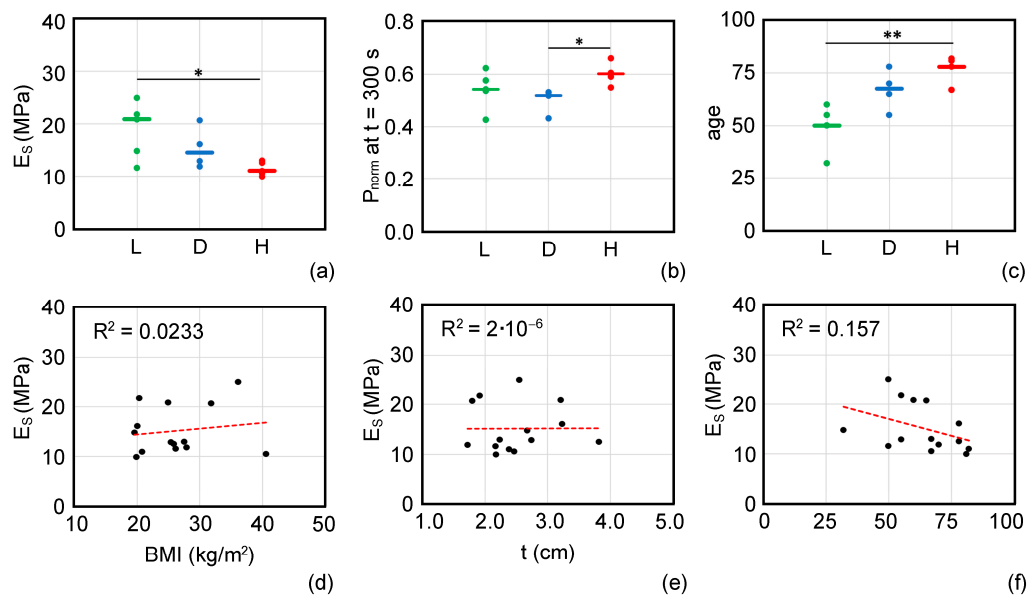 40
30
20
10
0
E_S (MPa)
*
L D H
(a)
0.8
0.6
0.4
0.2
0.0
P_norm at t = 300 s
*
L D H
(b)
100
75
50
25
0
age
**
L D H
(c)
40
30
20
10
0
E_S (MPa)
R² = 0.0233
10 20 30 40 50
BMI (kg/m²)
(d)
40
30
20
10
0
E_S (MPa)
R² = 2·10⁻⁶
1.0 2.0 3.0 4.0 5.0
t (cm)
(e)
40
30
20
10
0
E_S (MPa)
R² = 0.157
0 25 50 75 100
(f)